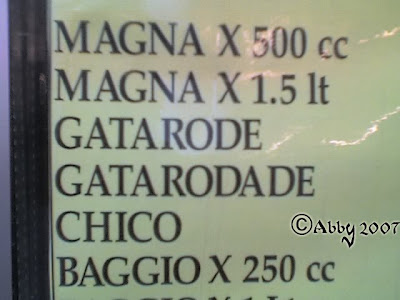 MAGNA X 500 cc
MAGNA X 1.5 lt
GATARODE
GATARODADE
CHICO
©Abby 2007
BAGGIO X 250 cc